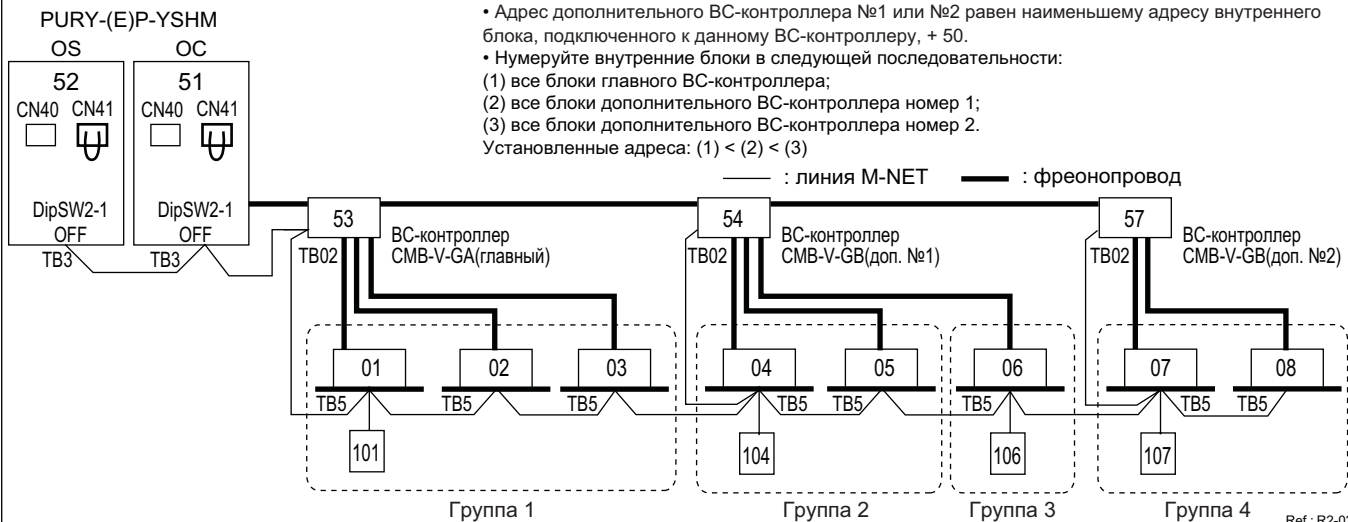 PURY-(E)P-YSHM
OS
OC
52
51
CN40 CN41
CN40 CN41
DipSW2-1
OFF
DipSW2-1
OFF
TB3
TB3
• Адрес дополнительного ВС-контроллера №1 или №2 равен наименьшему адресу внутреннего
блока, подключенного к данному ВС-контроллеру, + 50.
• Нумеруйте внутренние блоки в следующей последовательности:
(1) все блоки главного ВС-контроллера;
(2) все блоки дополнительного ВС-контроллера номер 1;
(3) все блоки дополнительного ВС-контроллера номер 2.
Установленные адреса: (1) < (2) < (3)
: линия M-NET
: фреонопровод
53
TB02
ВС-контроллер
CMB-V-GA(главный)
54
TB02
ВС-контроллер
CMB-V-GB(доп. №1)
57
TB02
ВС-контроллер
CMB-V-GB(доп. №2)
01
02
03
04
05
06
07
08
TB5
TB5
TB5
TB5
TB5
TB5
TB5
TB5
101
104
106
107
Группа 1
Группа 2
Группа 3
Группа 4